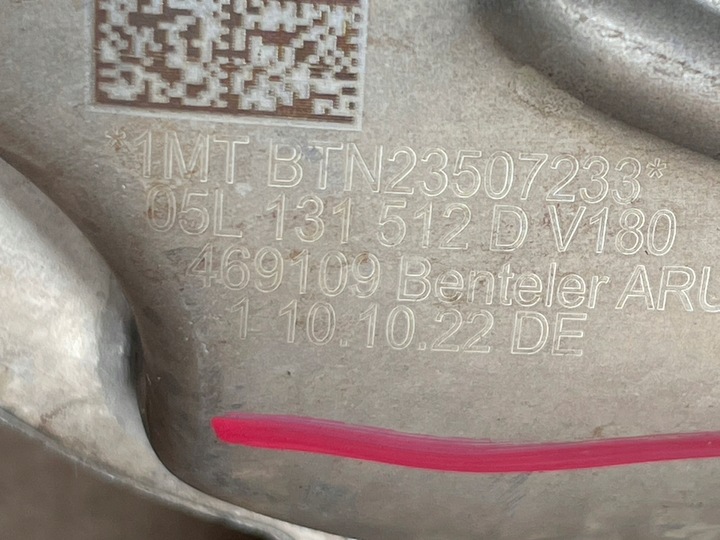 *1MT BTN23507233*
05L 131 512 D V180
469109 Benteler ARU
1 10.10.22 DE